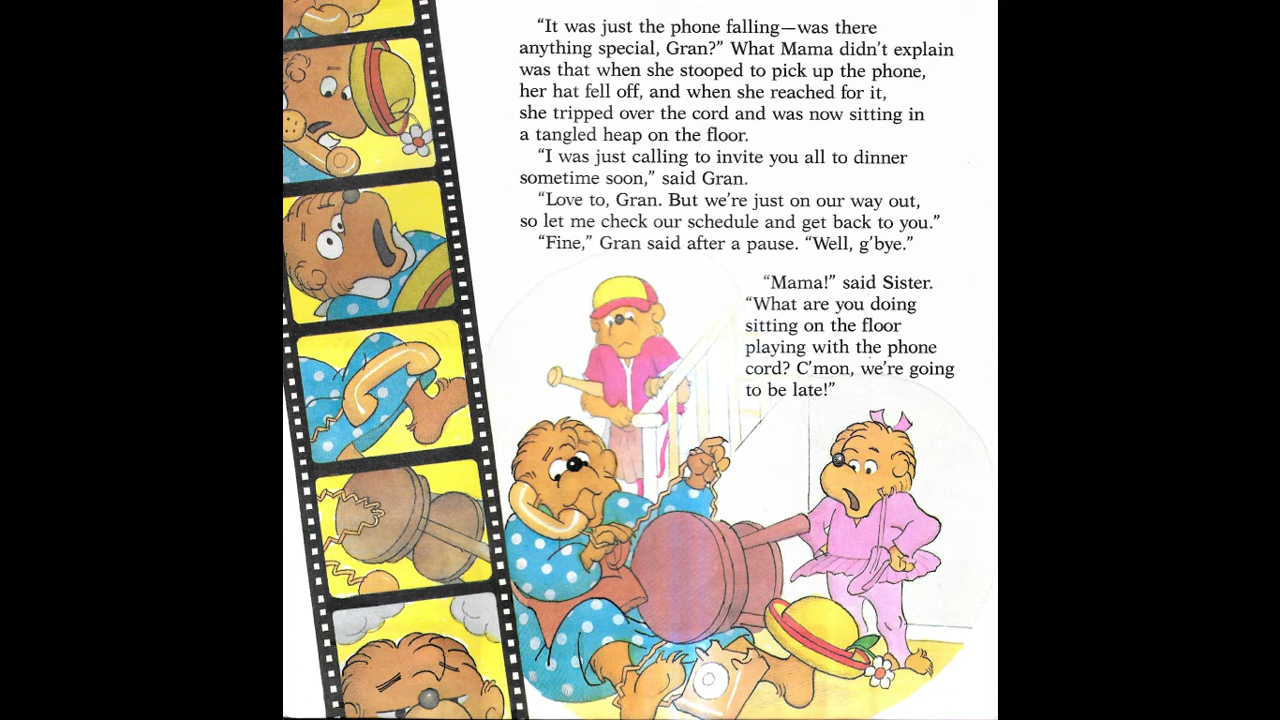 “It was just the phone falling—was there
anything special, Gran?” What Mama didn’t explain
was that when she stooped to pick up the phone,
her hat fell off, and when she reached for it,
she tripped over the cord and was now sitting in
a tangled heap on the floor.
“I was just calling to invite you all to dinner
sometime soon,” said Gran.
“Love to, Gran. But we’re just on our way out,
so let me check our schedule and get back to you.”
“Fine,” Gran said after a pause. “Well, g’bye.”
“Mama!” said Sister.
“What are you doing
sitting on the floor
playing with the phone
cord? C’mon, we’re going
to be late!”